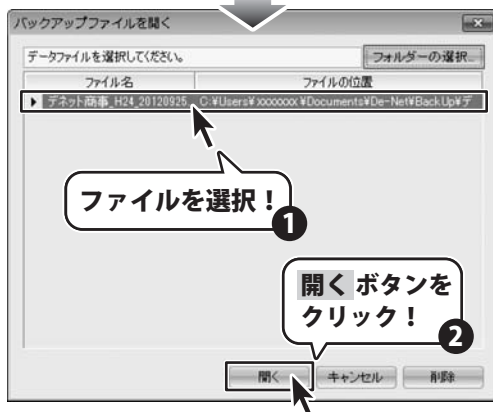 バックアップファイルを開く
データファイルを選択してください。
フォルダーの選択...
ファイル名 ファイルの位置
デネット商事_H24_20120925... C:¥Users¥xxxxxxx¥Documents¥De-Net¥BackUp¥デ
ファイルを選択！
1
開く ボタンを
クリック！
2
開く キャンセル 削除